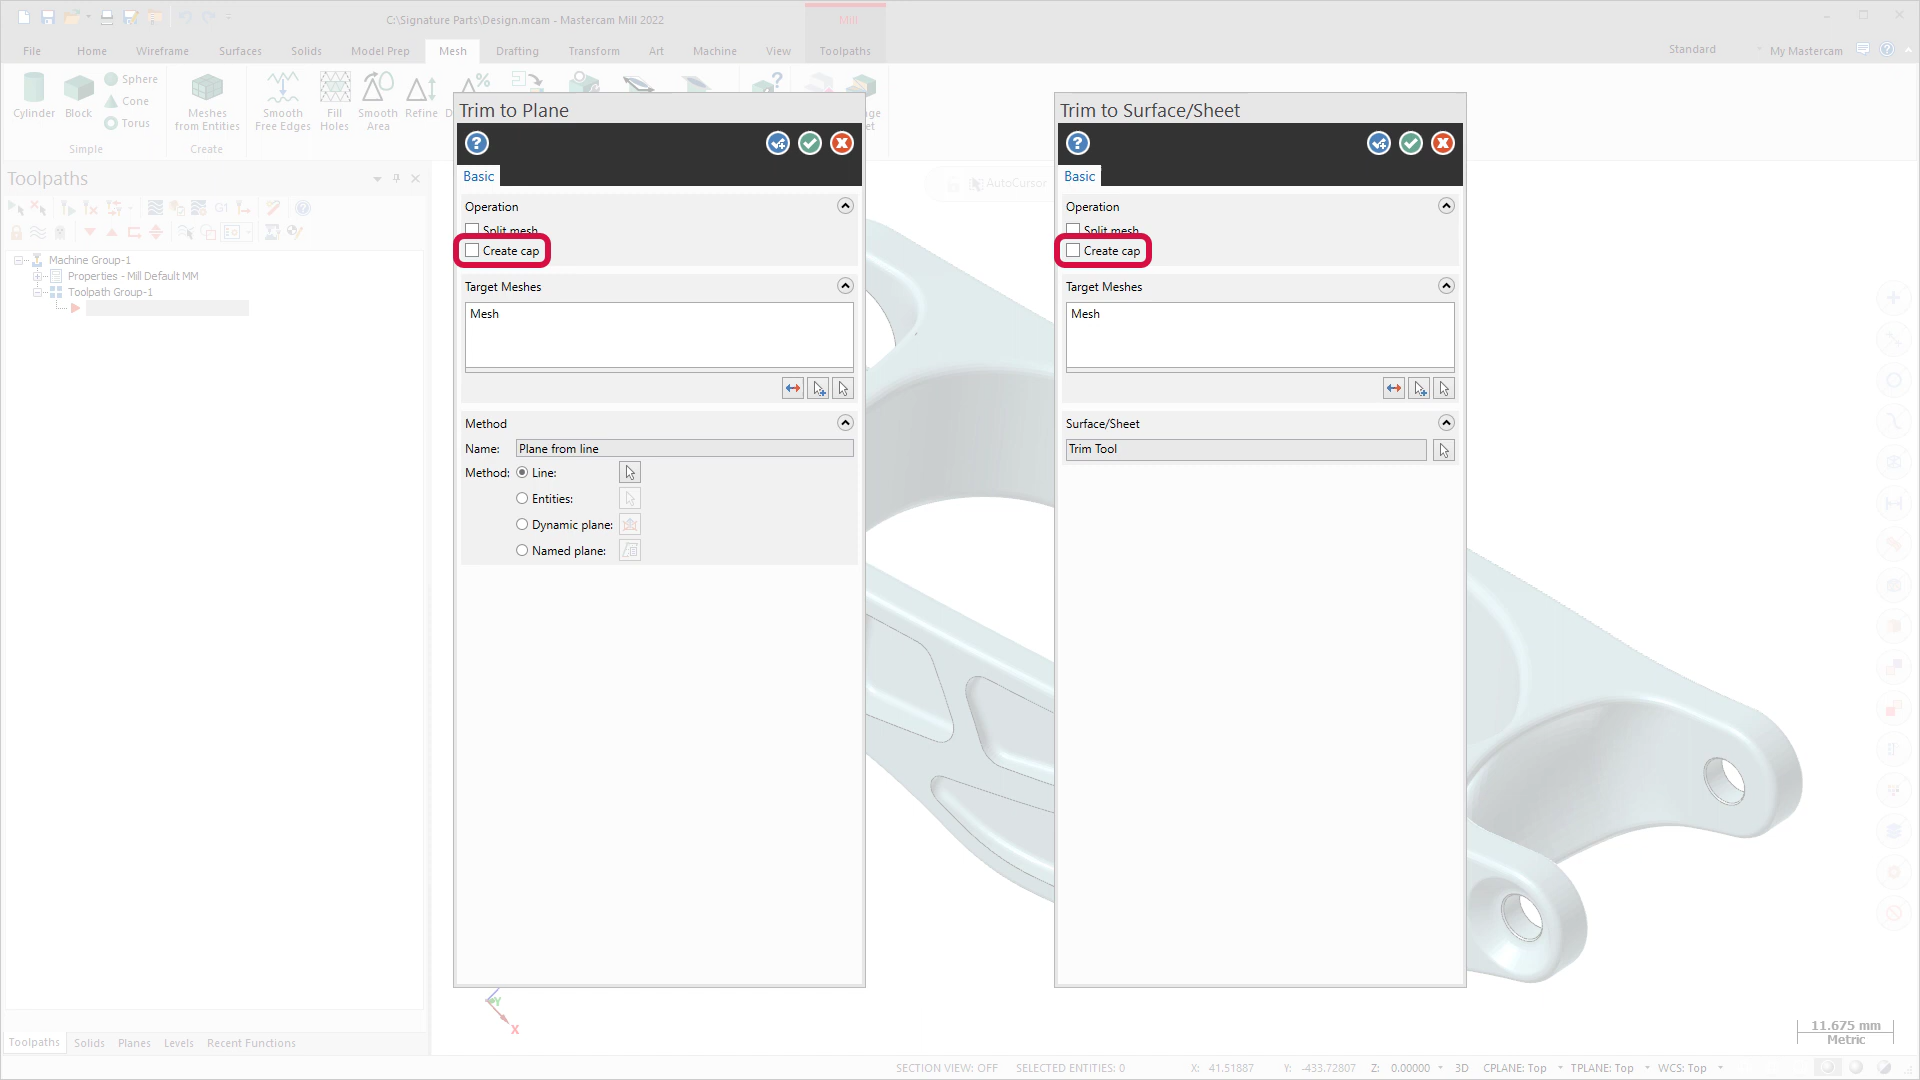 C:\Signature Parts\Design.mcam - Mastercam Mill 2022
Mill
File Home Wireframe Surfaces Solids Model Prep Mesh Drafting Transform Art Machine View Toolpaths
Standard My Mastercam
Cylinder Block Sphere Cone Torus
Simple
Meshes from Entities
Create
Smooth Free Edges
Fill Holes
Smooth Area
Refine
Toolpaths
G1
Machine Group-1
Properties - Mill Default MM
Toolpath Group-1
Trim to Plane
Basic
Operation
Split mesh
Create cap
Target Meshes
Mesh
Method
Name: Plane from line
Method: Line:
Entities:
Dynamic plane:
Named plane:
AutoCursor
Trim to Surface/Sheet
Basic
Operation
Split mesh
Create cap
Target Meshes
Mesh
Surface/Sheet
Trim Tool
Y
X
11.675 mm
Metric
Toolpaths Solids Planes Levels Recent Functions
SECTION VIEW: OFF SELECTED ENTITIES: 0 X: 41.51887 Y: -433.72807 Z: 0.00000 3D CPLANE: Top TPLANE: Top WCS: Top